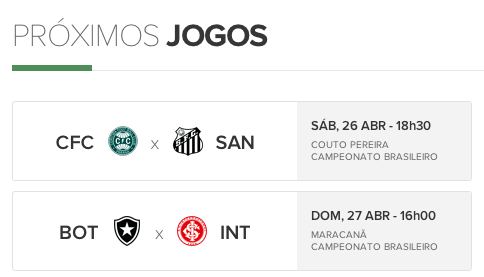 PRÓXIMOS JOGOS
CFC CFC x SAN
SÁB, 26 ABR - 18h30
COUTO PEREIRA
CAMPEONATO BRASILEIRO
BOT x INT
DOM, 27 ABR - 16h00
MARACANÃ
CAMPEONATO BRASILEIRO